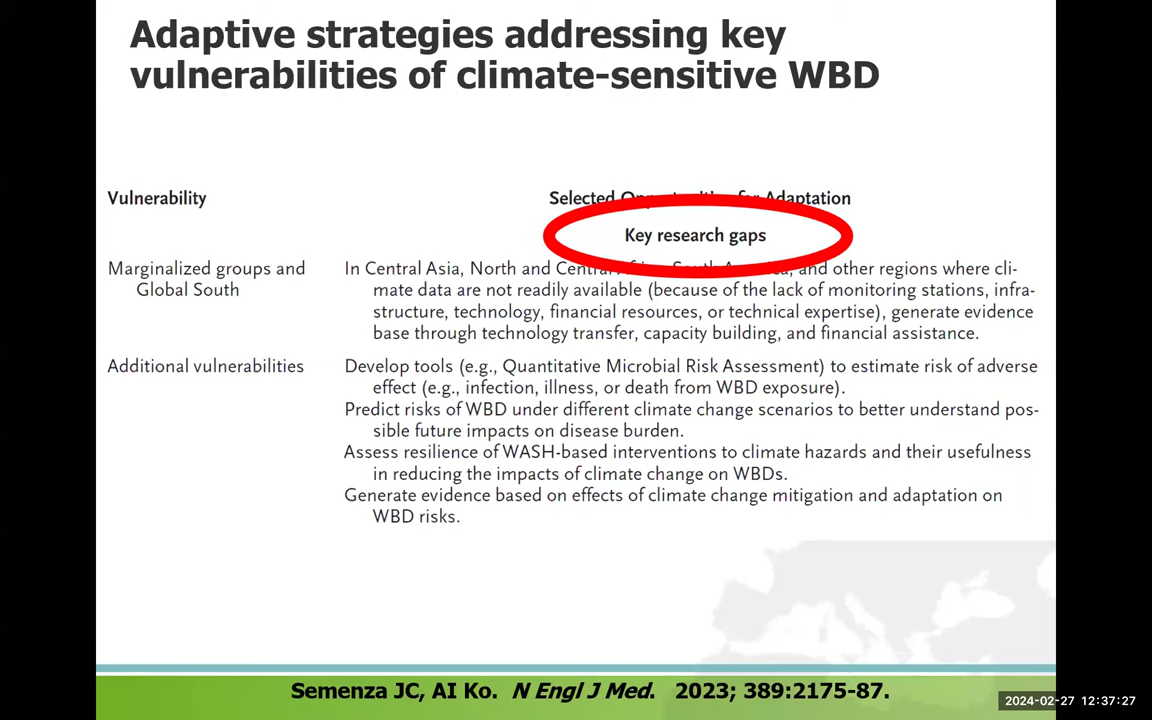 Adaptive strategies addressing key
vulnerabilities of climate-sensitive WBD
Vulnerability
Selected Opportunities for Adaptation
Key research gaps
Marginalized groups and
Global South
In Central Asia, North and Central Africa, South America, and other regions where cli-
mate data are not readily available (because of the lack of monitoring stations, infra-
structure, technology, financial resources, or technical expertise), generate evidence
base through technology transfer, capacity building, and financial assistance.
Additional vulnerabilities
Develop tools (e.g., Quantitative Microbial Risk Assessment) to estimate risk of adverse
effect (e.g., infection, illness, or death from WBD exposure).
Predict risks of WBD under different climate change scenarios to better understand pos-
sible future impacts on disease burden.
Assess resilience of WASH-based interventions to climate hazards and their usefulness
in reducing the impacts of climate change on WBDs.
Generate evidence based on effects of climate change mitigation and adaptation on
WBD risks.
Semenza JC, AI Ko. N Engl J Med. 2023; 389:2175-87.
2024-02-27 12:37:27